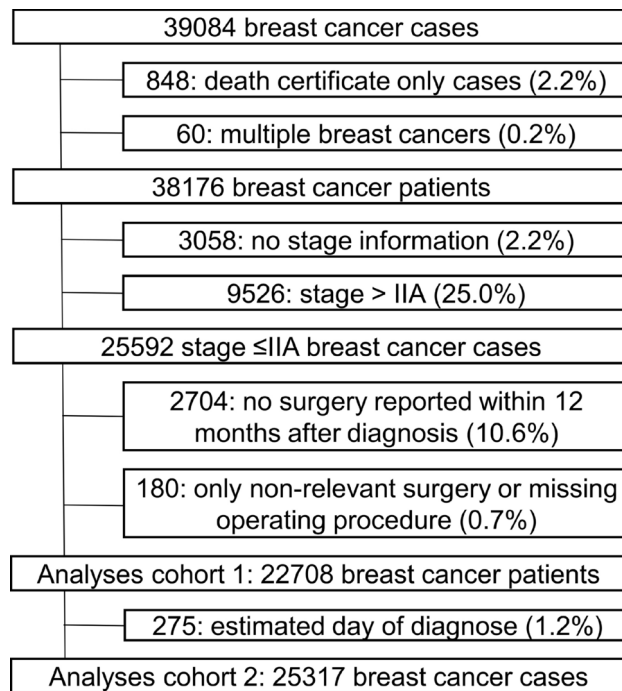 39084 breast cancer cases
848: death certificate only cases (2.2%)
60: multiple breast cancers (0.2%)
38176 breast cancer patients
3058: no stage information (2.2%)
9526: stage > IIA (25.0%)
25592 stage ≤IIA breast cancer cases
2704: no surgery reported within 12
months after diagnosis (10.6%)
180: only non-relevant surgery or missing
operating procedure (0.7%)
Analyses cohort 1: 22708 breast cancer patients
275: estimated day of diagnose (1.2%)
Analyses cohort 2: 25317 breast cancer cases